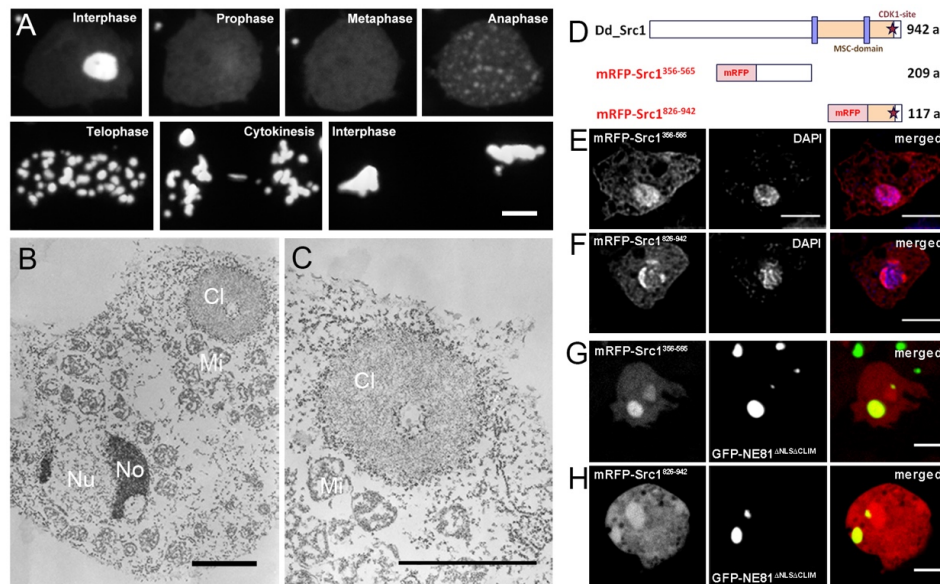 A
Interphase
Prophase
Metaphase
Anaphase
Telophase
Cytokinesis
Interphase
B
Cl
Mi
Nu
No
C
Cl
Mi
D
CDK1-site
Dd_Src1
942 a
MSC-domain
mRFP-Src1³⁵⁶⁻⁵⁶⁵
mRFP
209 a
mRFP-Src1⁸²⁶⁻⁹⁴²
mRFP
117 a
E
mRFP-Src1³⁵⁶⁻⁵⁶⁵
DAPI
merged
F
mRFP-Src1⁸²⁶⁻⁹⁴²
DAPI
merged
G
mRFP-Src1³⁵⁶⁻⁵⁶⁵
merged
GFP-NE81ΔNLSΔCLIM
H
mRFP-Src1⁸²⁶⁻⁹⁴²
merged
GFP-NE81ΔNLSΔCLIM